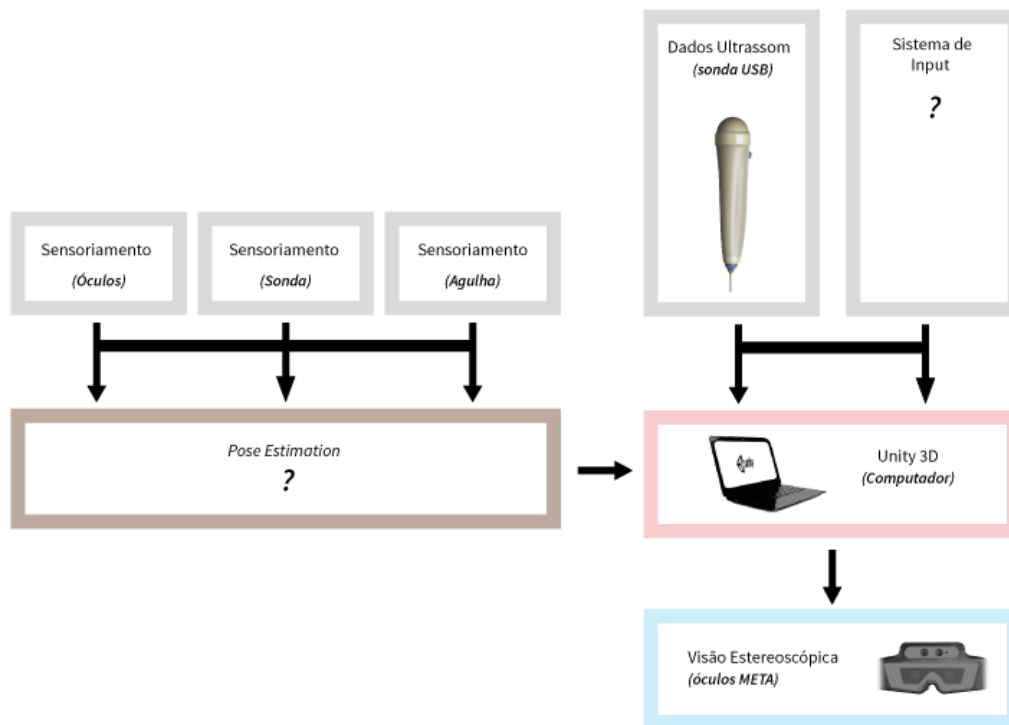 Dados Ultrassom
(sonda USB)
Sistema de
Input
?
Sensoriamento
(Óculos)
Sensoriamento
(Sonda)
Sensoriamento
(Agulha)
Pose Estimation
?
unity
Unity 3D
(Computador)
Visão Estereoscópica
(óculos META)